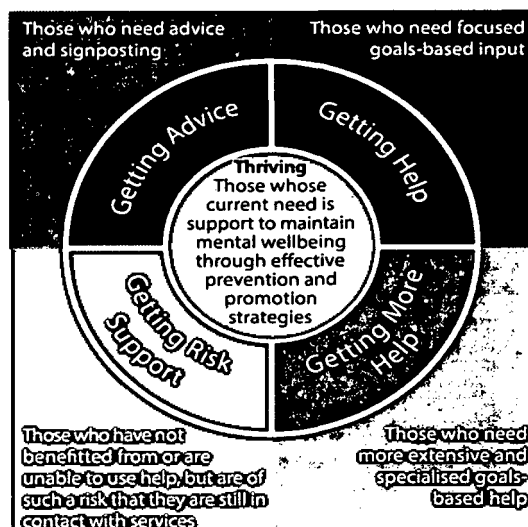 Those who need advice
and signposting
Those who need focused
goals-based input
Getting Advice
Getting Help
Thriving
Those whose
current need is
support to maintain
mental wellbeing
through effective
prevention and
promotion
strategies
Getting Risk
Support
Getting More
Help
Those who have not
benefitted from or are
unable to use help, but are of
such a risk that they are still in
contact with services
Those who need
more extensive and
specialised goals-
based help